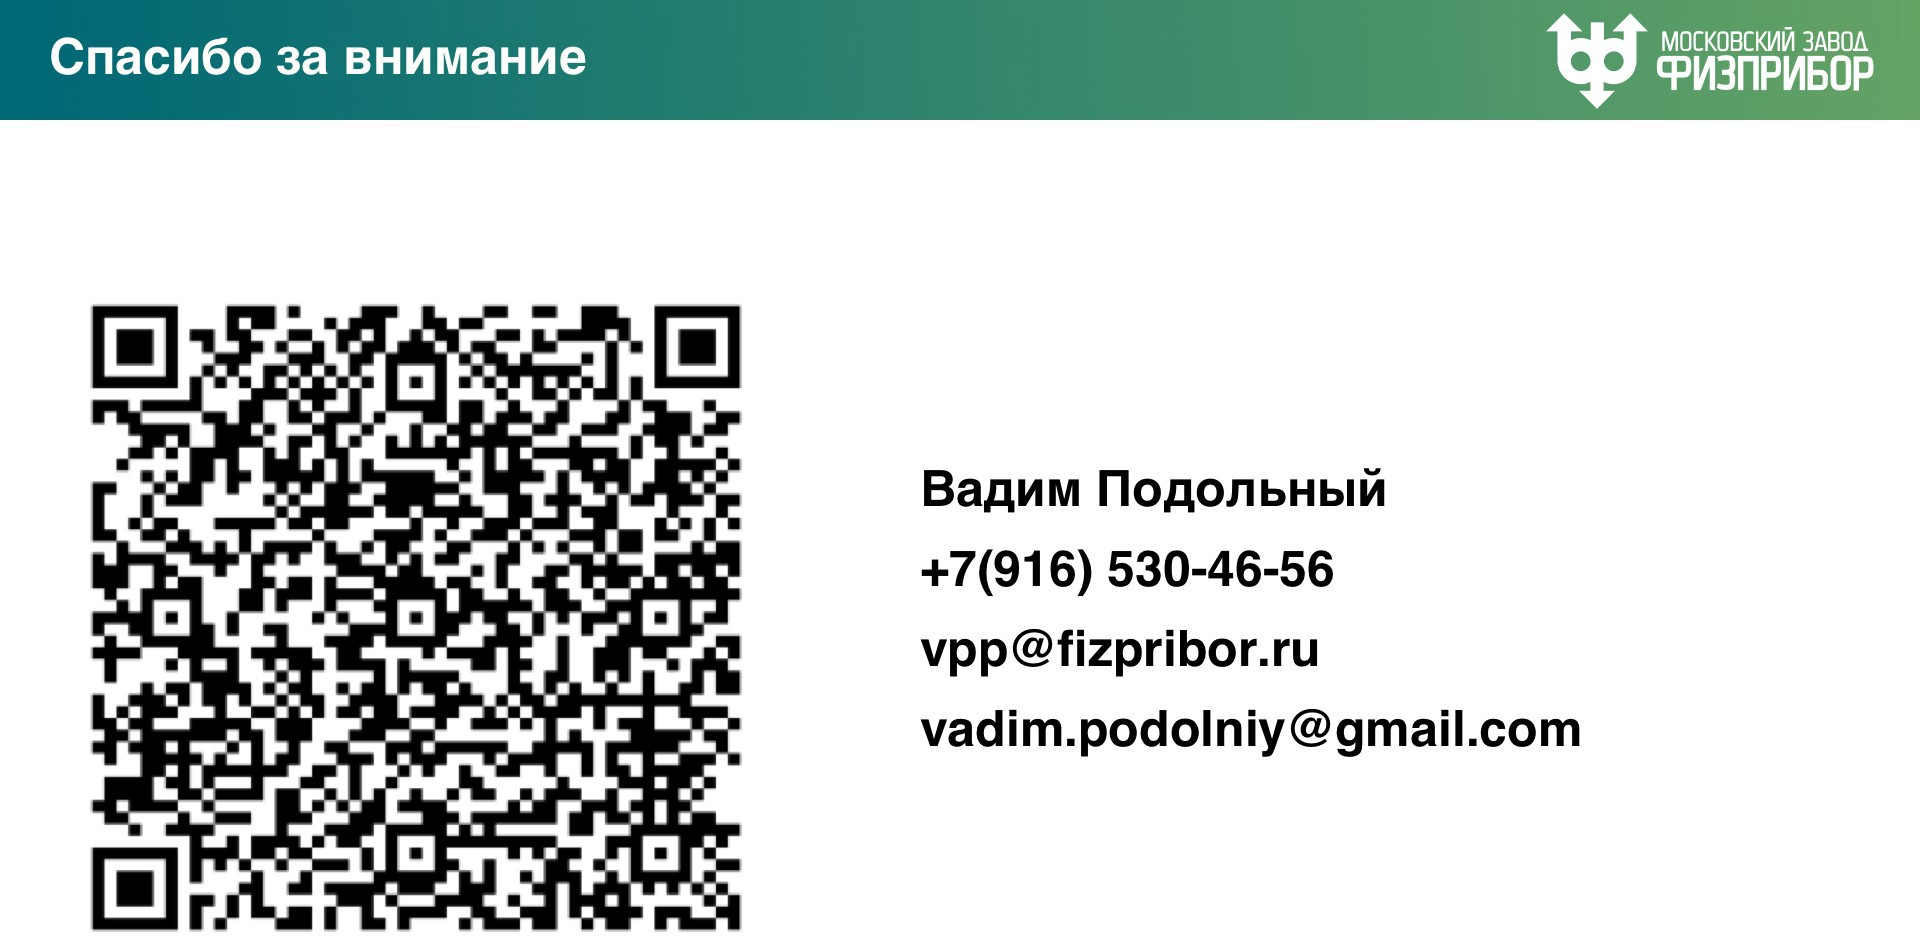 Спасибо за внимание
МОСКОВСКИЙ ЗАВОД
ФИЗПРИБОР
Вадим Подольный
+7(916) 530-46-56
vpp@fizpribor.ru
vadim.podolniy@gmail.com